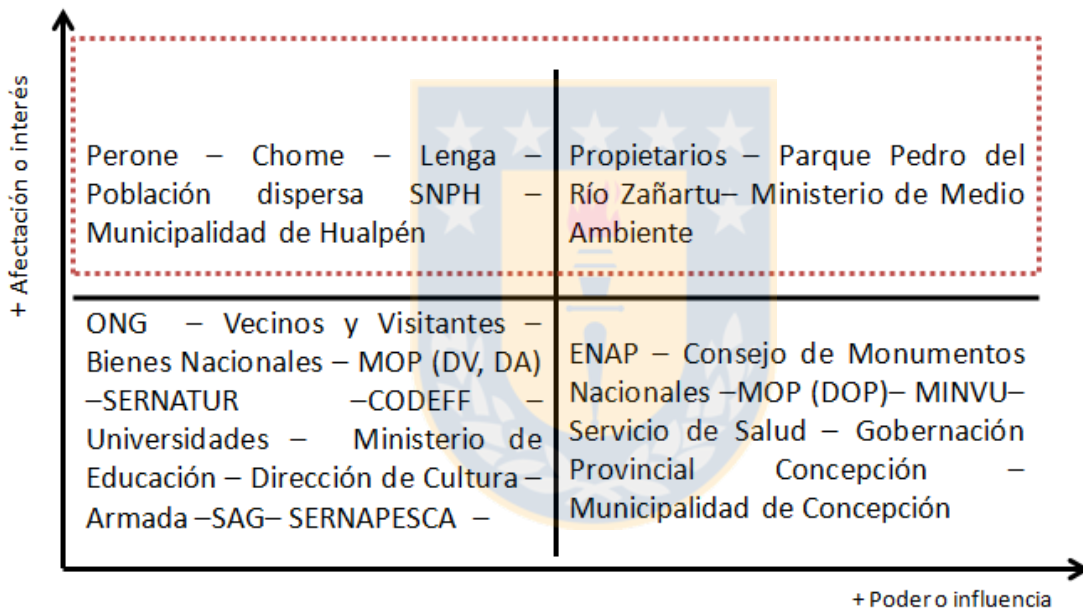 + Afectación o interés
Perone – Chome – Lenga –
Población dispersa SNPH –
Municipalidad de Hualpén
Propietarios – Parque Pedro del
Río Zañartu– Ministerio de Medio
Ambiente
ONG – Vecinos y Visitantes –
Bienes Nacionales – MOP (DV, DA)
–SERNATUR –CODEFF –
Universidades – Ministerio de
Educación – Dirección de Cultura –
Armada –SAG– SERNAPESCA –
ENAP – Consejo de Monumentos
Nacionales –MOP (DOP)– MINVU–
Servicio de Salud – Gobernación
Provincial Concepción –
Municipalidad de Concepción
+ Poder o influencia